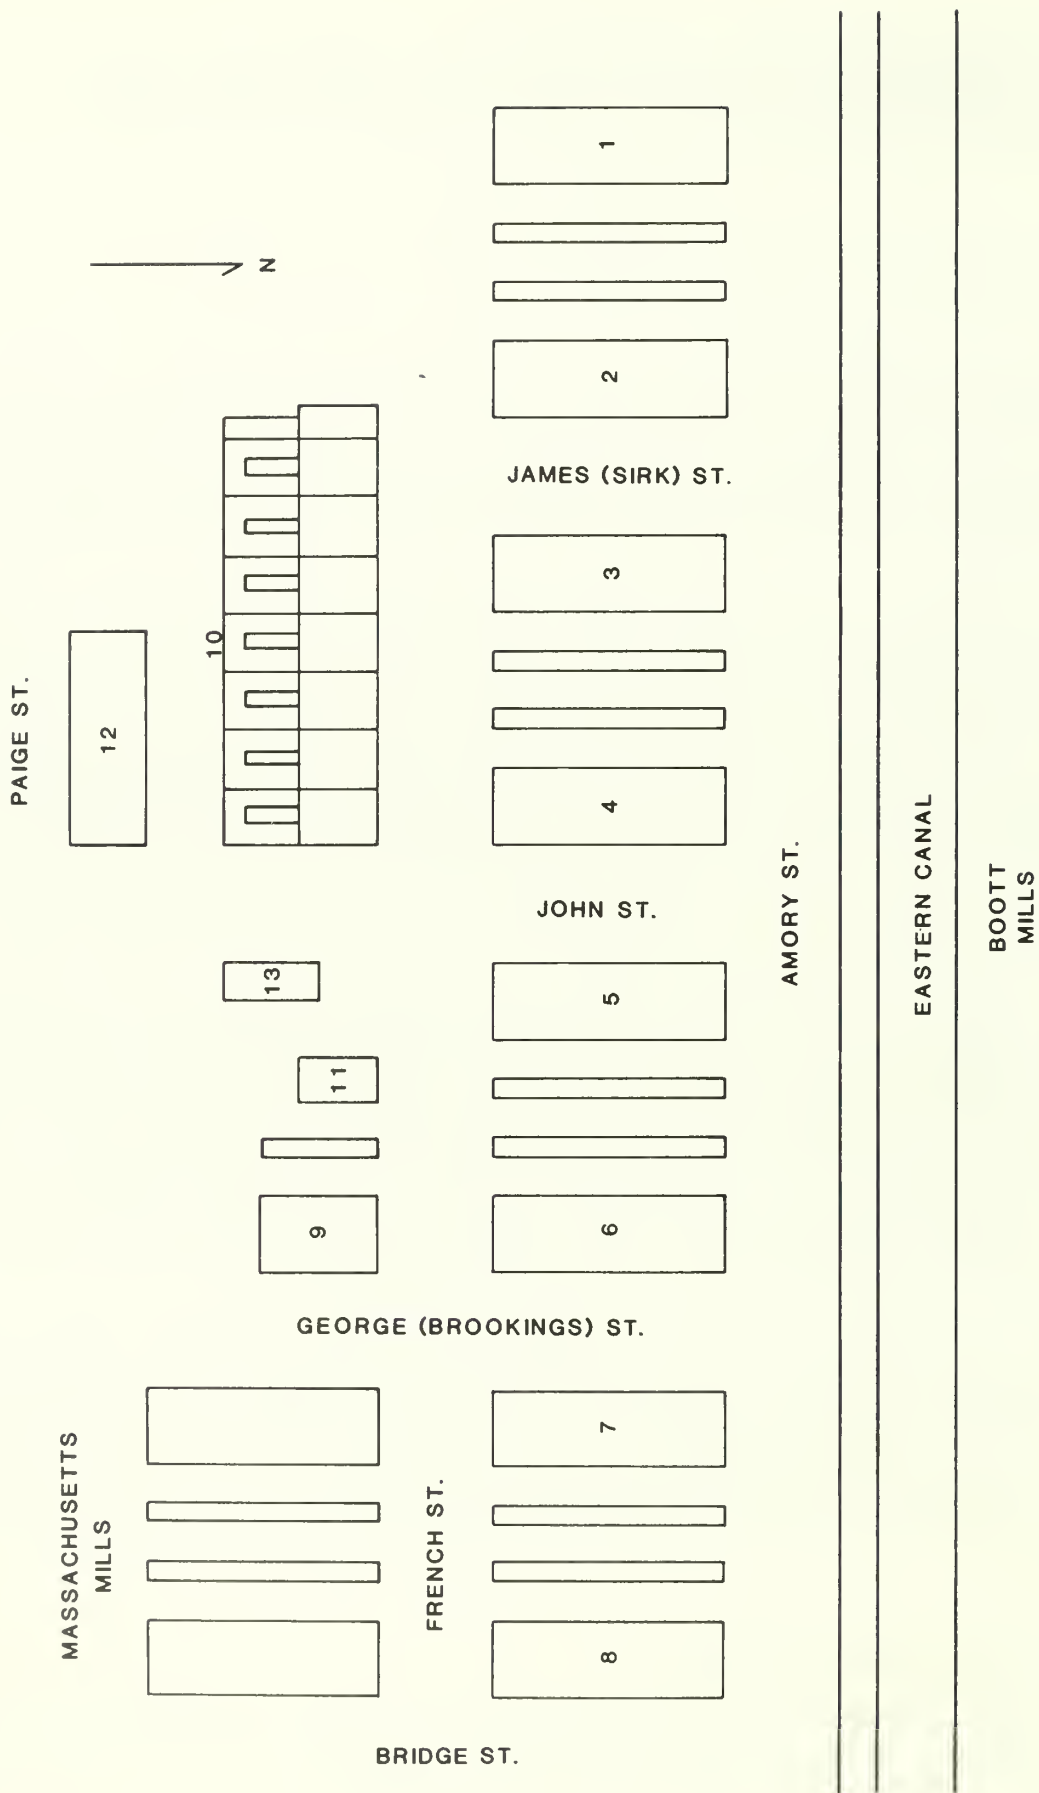 1
N
2
JAMES (SIRK) ST.
3
10
PAIGE ST.
12
4
AMORY ST.
EASTERN CANAL
BOOTT
MILLS
JOHN ST.
13
5
11
9
6
GEORGE (BROOKINGS) ST.
MASSACHUSETTS
MILLS
7
FRENCH ST.
8
BRIDGE ST.